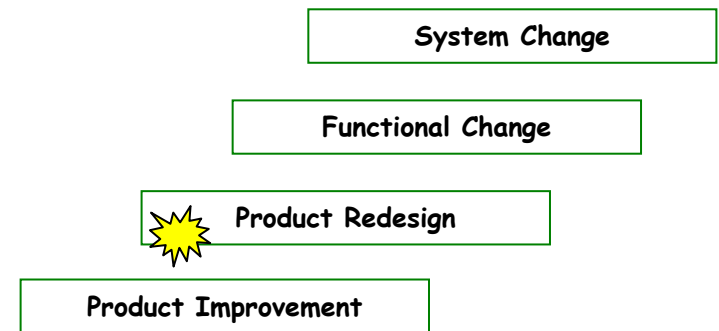 System Change
Functional Change
Product Redesign
Product Improvement